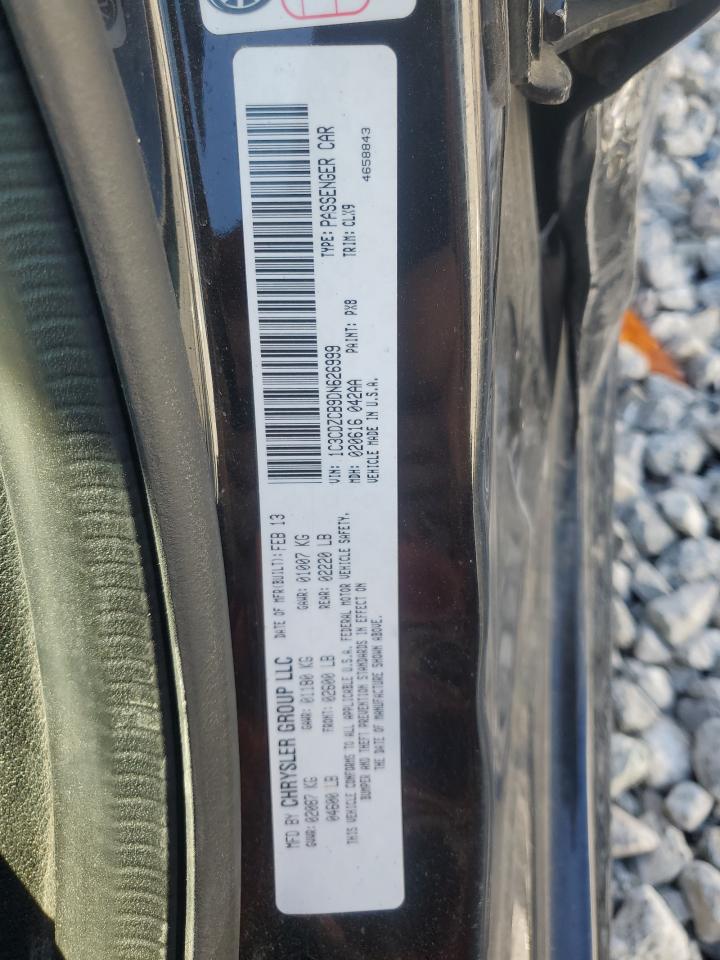 MFD BY CHRYSLER GROUP LLC DATE OF MFR(BUILT): FEB 13
GWWR: 02087 KG GAWR: 01180 KG GAWR: 01007 KG
04600 LB FRONT: 02600 LB REAR: 02220 LB
THIS VEHICLE CONFORMS TO ALL APPLICABLE U.S.A. FEDERAL MOTOR VEHICLE SAFETY,
BUMPER AND THEFT PREVENTION STANDARDS IN EFFECT ON
THE DATE OF MANUFACTURE SHOWN ABOVE.
VIN: 1C3CDZCB9DN626999 TYPE: PASSENGER CAR
MDH: 020616 042AA PAINT: PX8 TRIM: CLX9
VEHICLE MADE IN U.S.A. 4658843